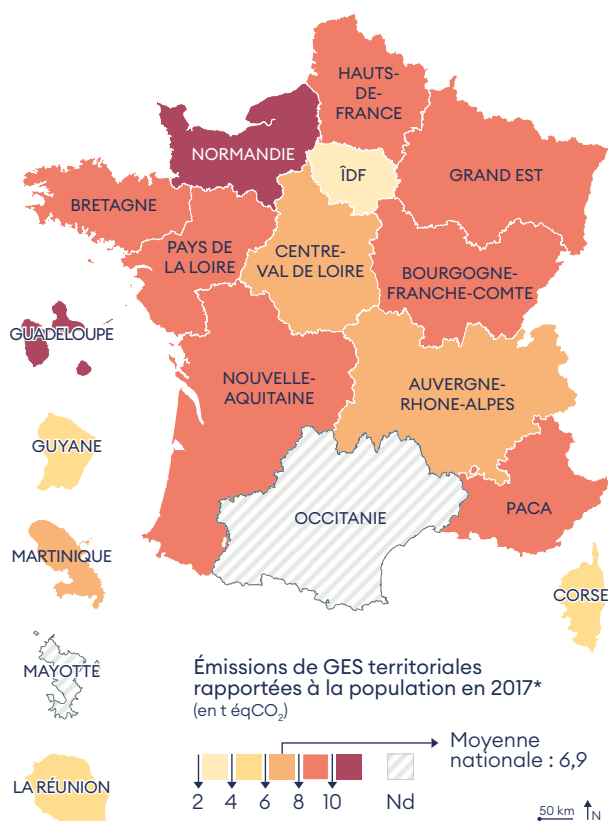 HAUTS-
DE-
FRANCE
NORMANDIE
ÎDF
GRAND EST
BRETAGNE
PAYS DE
LA LOIRE
CENTRE-
VAL DE LOIRE
BOURGOGNE-
FRANCHE-COMTE
GUADELOUPE
NOUVELLE-
AQUITAINE
AUVERGNE-
RHONE-ALPES
GUYANE
OCCITANIE
PACA
MARTINIQUE
CORSE
MAYOTTE
Émissions de GES territoriales
rapportées à la population en 2017*
(en t éqCO₂)
Moyenne
nationale : 6,9
LA RÉUNION
2 4 6 8 10 Nd
50 km N